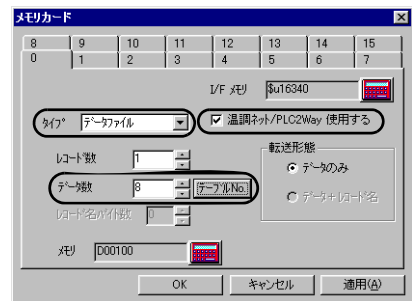 メモリカード
8 9 10 11 12 13 14 15
0 1 2 3 4 5 6 7
I/F メモリ $u16340
タイプ データファイル 温調ネット/PLC2Way 使用する
レコード数 1
転送形態
データのみ
データ数 8 テーブルNo.
データ+レコード名
レコード名バイト数 0
メモリ D00100
OK キャンセル 適用(A)